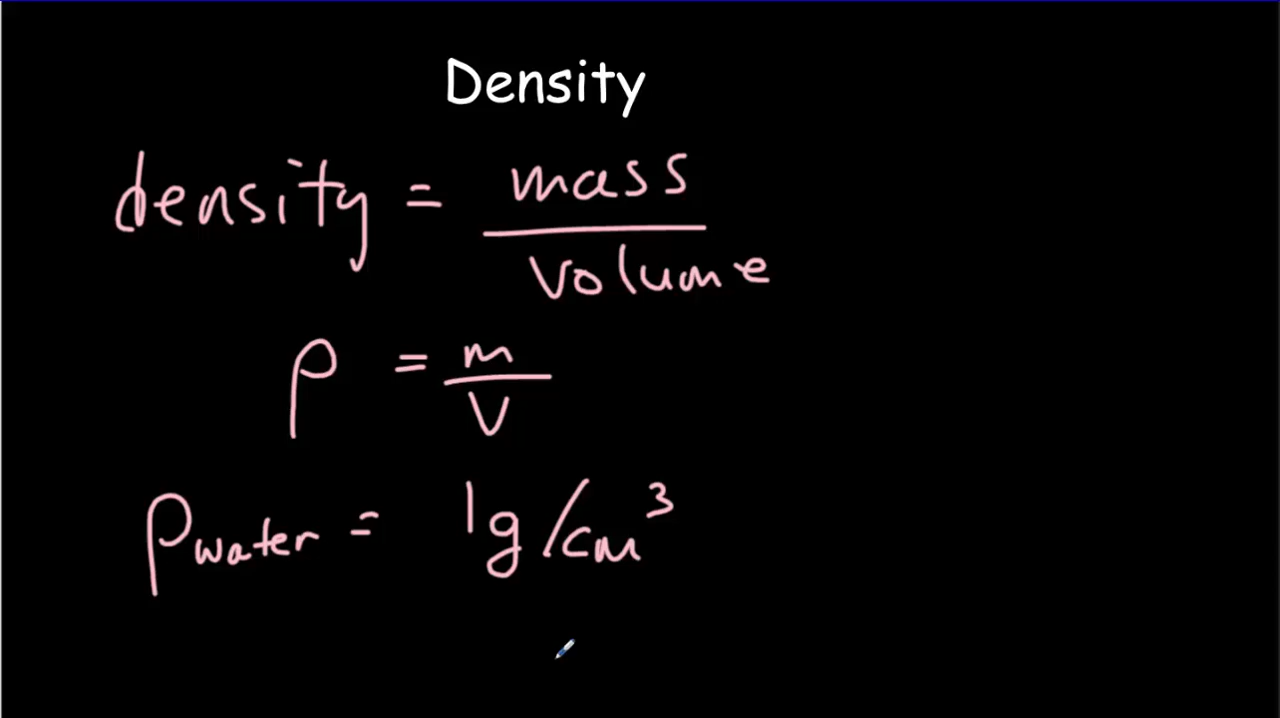 Density
density = mass / volume
ρ = m / V
ρwater = 1g/cm³